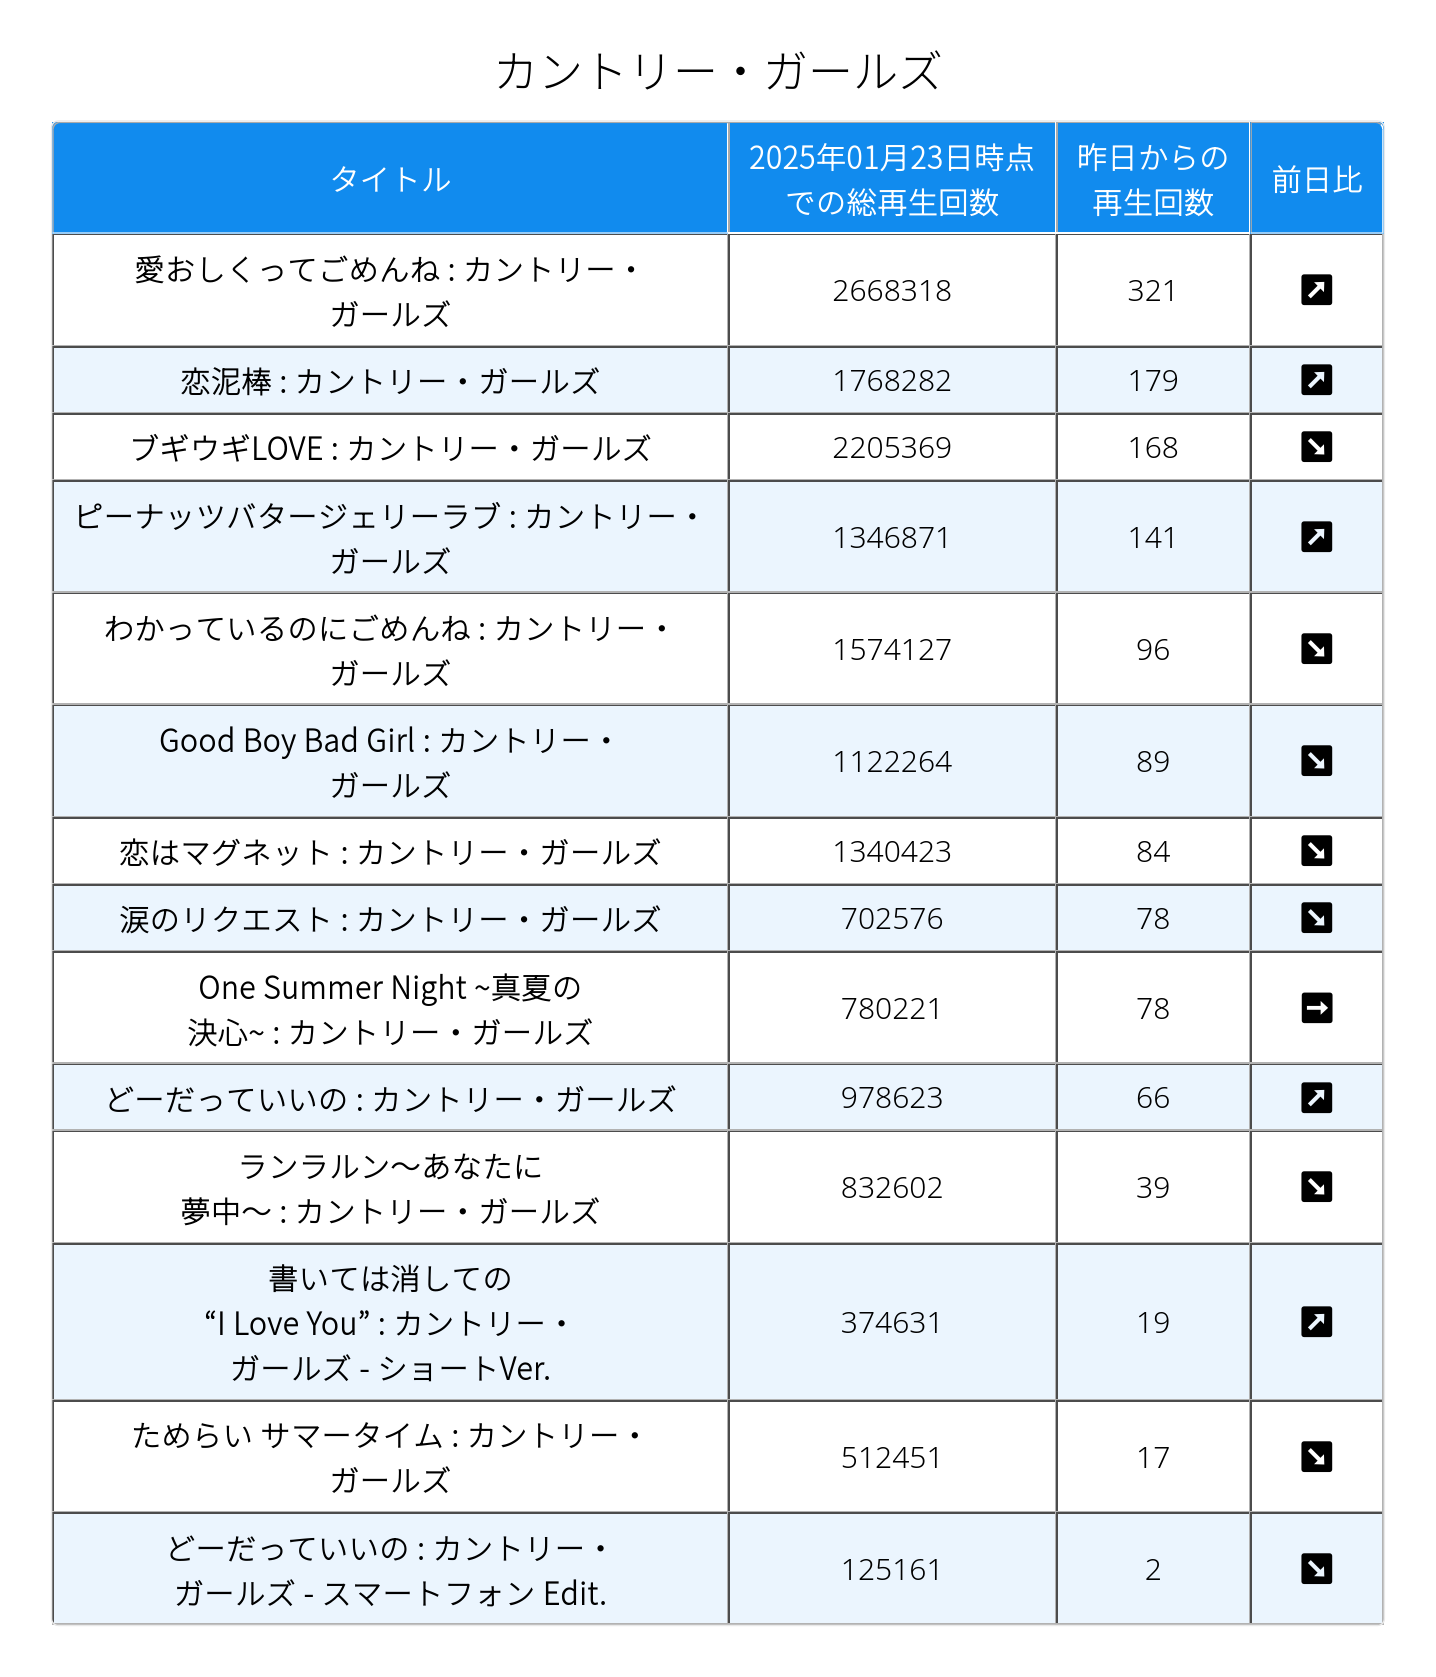 カントリー・ガールズ
タイトル
2025年01月23日時点
での総再生回数
昨日からの
再生回数
前日比
愛おしくってごめんね : カントリー・
ガールズ
2668318
321
恋泥棒 : カントリー・ガールズ
1768282
179
ブギウギLOVE : カントリー・ガールズ
2205369
168
ピーナッツバタージェリーラブ : カントリー・
ガールズ
1346871
141
わかっているのにごめんね : カントリー・
ガールズ
1574127
96
Good Boy Bad Girl : カントリー・
ガールズ
1122264
89
恋はマグネット : カントリー・ガールズ
1340423
84
涙のリクエスト : カントリー・ガールズ
702576
78
One Summer Night ~真夏の
決心~ : カントリー・ガールズ
780221
78
どーだっていいの : カントリー・ガールズ
978623
66
ランラルン～あなたに
夢中～ : カントリー・ガールズ
832602
39
書いては消しての
“I Love You” : カントリー・
ガールズ - ショートVer.
374631
19
ためらい サマータイム : カントリー・
ガールズ
512451
17
どーだっていいの : カントリー・
ガールズ - スマートフォン Edit.
125161
2